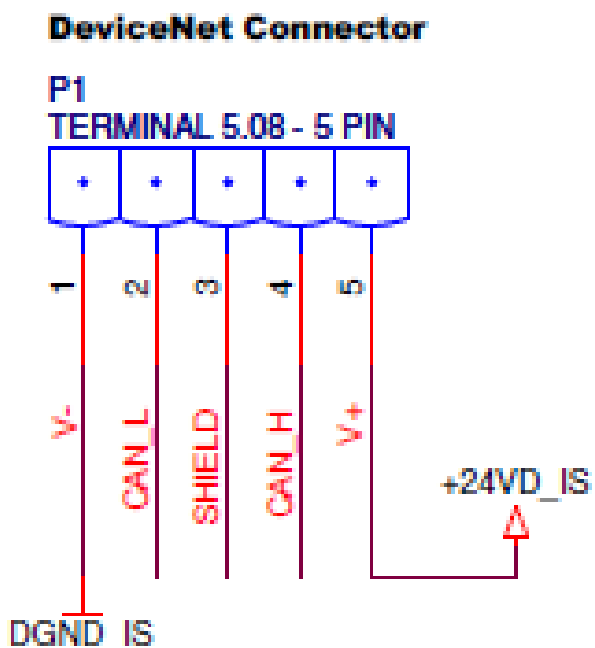 DeviceNet Connector
P1
TERMINAL 5.08 - 5 PIN
1
2
3
4
5
V-
CAN_L
SHIELD
CAN_H
V+
+24VD_IS
DGND_IS